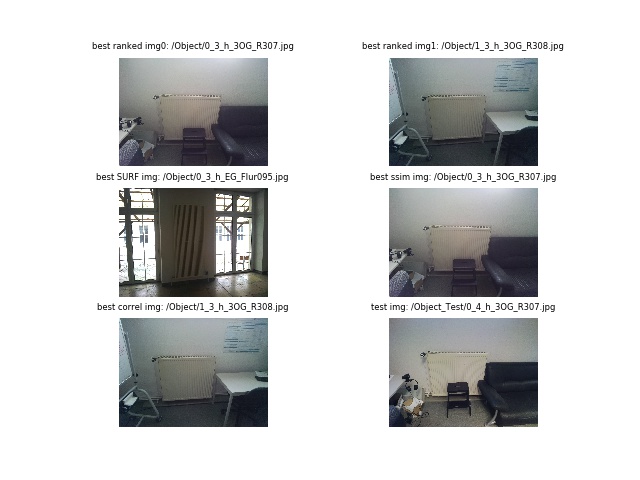 best ranked img0: /Object/0_3_h_3OG_R307.jpg
best ranked img1: /Object/1_3_h_3OG_R308.jpg
best SURF img: /Object/0_3_h_EG_Flur095.jpg
best ssim img: /Object/0_3_h_3OG_R307.jpg
best correl img: /Object/1_3_h_3OG_R308.jpg
test img: /Object_Test/0_4_h_3OG_R307.jpg